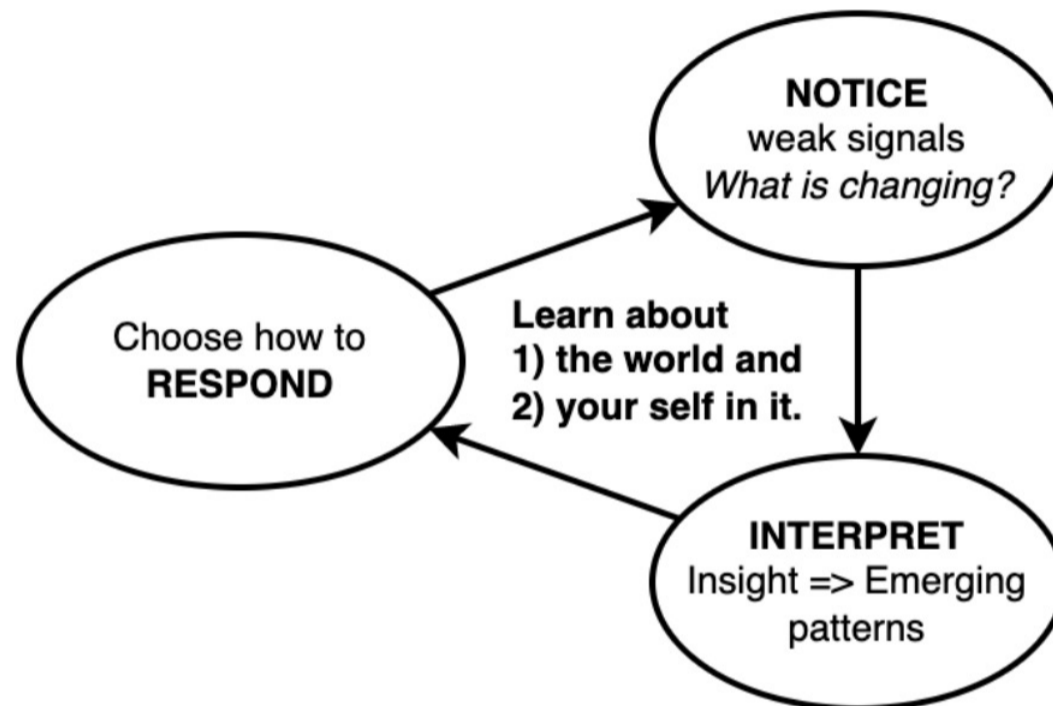 NOTICE
weak signals
What is changing?
Choose how to
RESPOND
Learn about
1) the world and
2) your self in it.
INTERPRET
Insight => Emerging
patterns